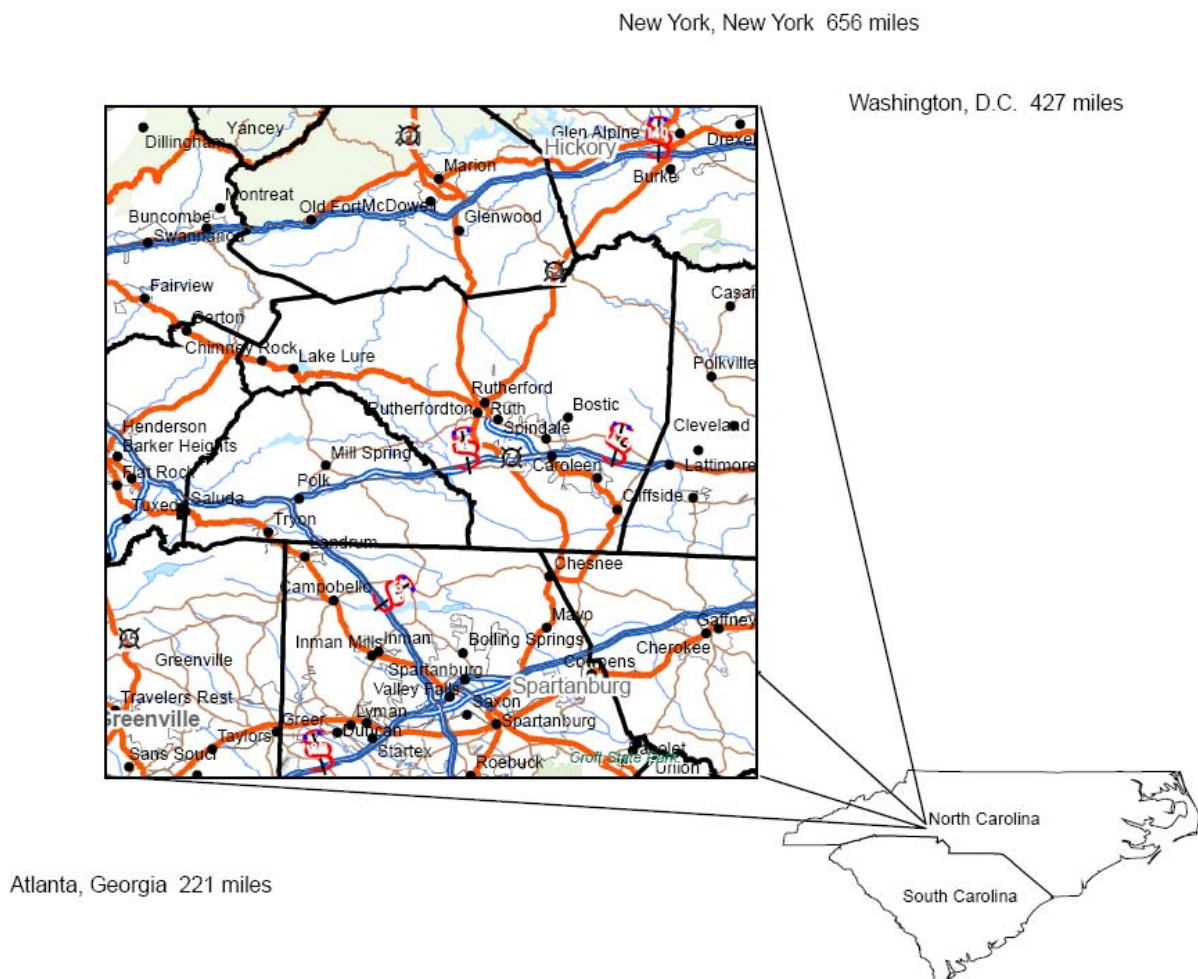 New York, New York 656 miles
Washington, D.C. 427 miles
Yancey
Dillingham
Glen Alpine
Hickory
Drexe
Marion
Burke
Montreat
Old Fort
McDowell
Buncombe
Glenwood
Swannanoa
Fairview
Casar
Gerton
Chimney Rock
Lake Lure
Polkville
Rutherford
Rutherfordton
Ruth
Bostic
Spindale
Cleveland
Henderson
Barker Heights
Mill Spring
Caroleen
Lattimore
Flat Rock
Polk
Cliffside
Saluda
Tuxedo
Tryon
Landrum
Chesnee
Campobello
Mayo
Gaffney
Inman Mills
Inman
Boiling Springs
Cherokee
Greenville
Spartanburg
Cowpens
Valley Falls
Spartanburg
Travelers Rest
Saxon
Greenville
Greer
Lyman
Spartanburg
Taylors
Duncan
Sans Souci
Startex
Croft State Park
Pacolet
Roebuck
Union
North Carolina
Atlanta, Georgia 221 miles
South Carolina